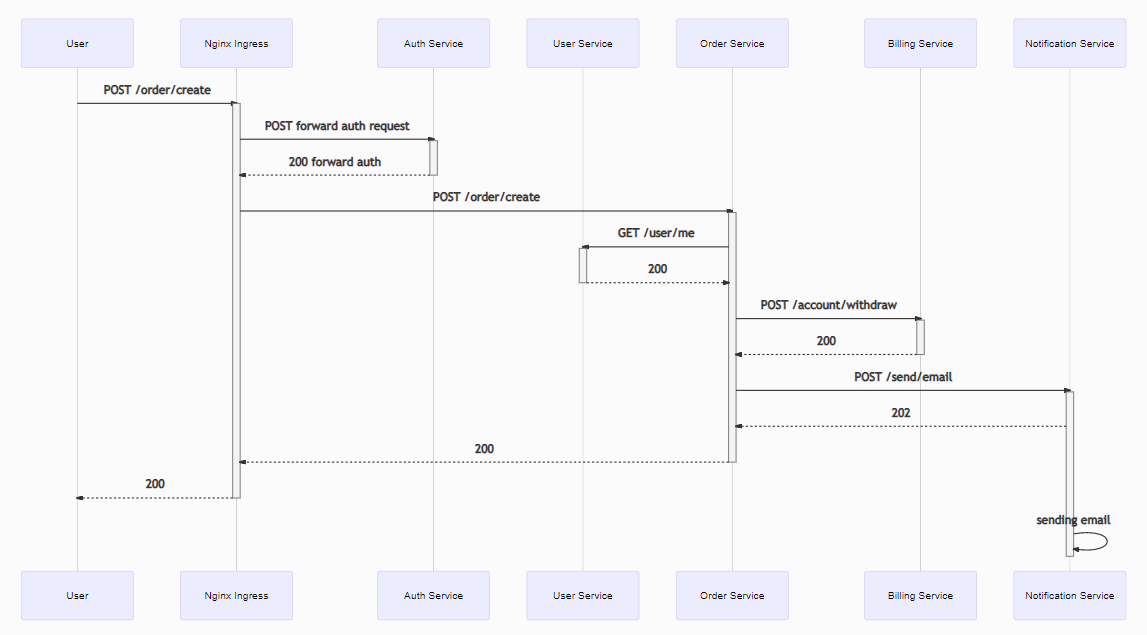 User
Nginx Ingress
Auth Service
User Service
Order Service
Billing Service
Notification Service
POST /order/create
POST forward auth request
200 forward auth
POST /order/create
GET /user/me
200
POST /account/withdraw
200
POST /send/email
202
200
200
sending email
User
Nginx Ingress
Auth Service
User Service
Order Service
Billing Service
Notification Service